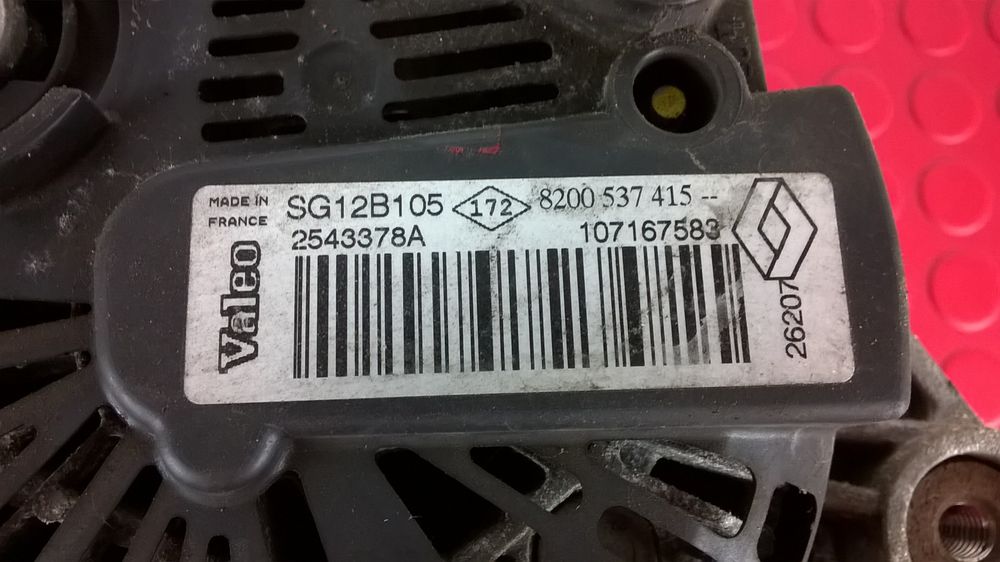 MADE IN
FRANCE
SG12B105
172
8200 537 415 --
2543378A
107167583
Valeo
26207